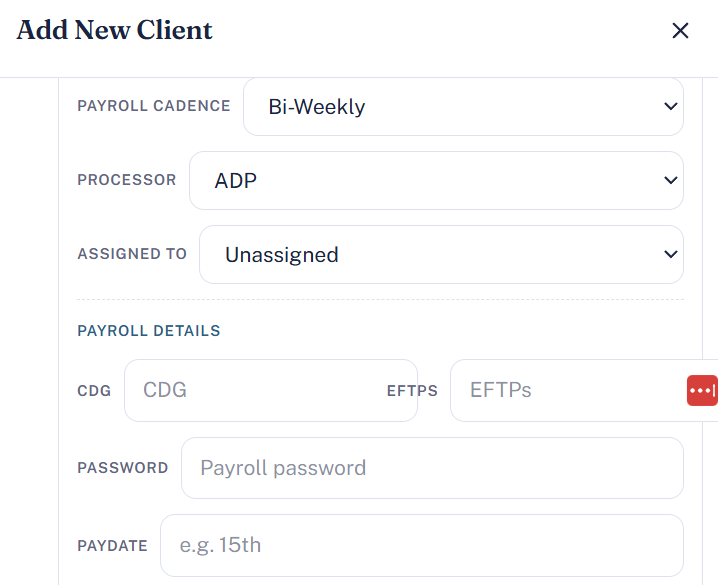 Add New Client
PAYROLL CADENCE Bi-Weekly
PROCESSOR ADP
ASSIGNED TO Unassigned
PAYROLL DETAILS
CDG CDG EFTPS EFTPs
PASSWORD Payroll password
PAYDATE e.g. 15th